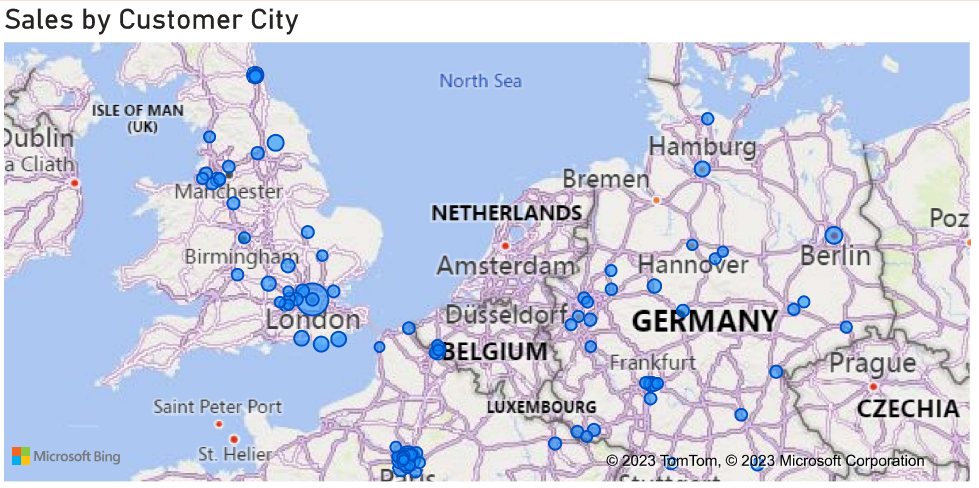 Sales by Customer City
North Sea
ISLE OF MAN
(UK)
Dublin
a Cliath
Manchester
Hamburg
Bremen
NETHERLANDS
Poz
Amsterdam
Birmingham
Hannover
Berlin
London
Düsseldorf
GERMANY
BELGIUM
Frankfurt
Prague
LUXEMBOURG
CZECHIA
Saint Peter Port
St. Helier
Microsoft Bing
© 2023 TomTom, © 2023 Microsoft Corporation
Paris
Stuttgart